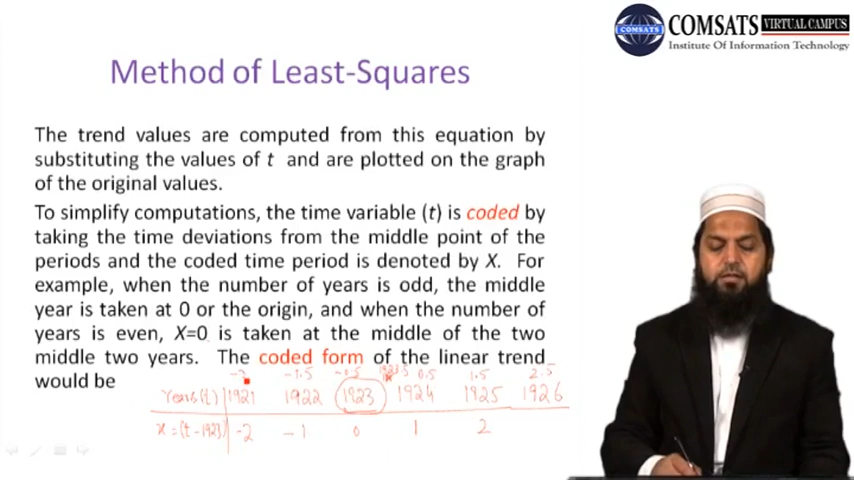 COMSATS VIRTUAL CAMPUS
Institute Of Information Technology
COMSATS
Method of Least-Squares
The trend values are computed from this equation by
substituting the values of t and are plotted on the graph
of the original values.
To simplify computations, the time variable (t) is coded by
taking the time deviations from the middle point of the
periods and the coded time period is denoted by X. For
example, when the number of years is odd, the middle
year is taken at 0 or the origin, and when the number of
years is even, X=0 is taken at the middle of the two
middle two years. The coded form of the linear trend
would be
-1.5 -0.5 1923.5 0.5 1.5 2.5
Years(t) 1921 1922 1923 1924 1925 1926
x = (t - 1923) -2 -1 0 1 2